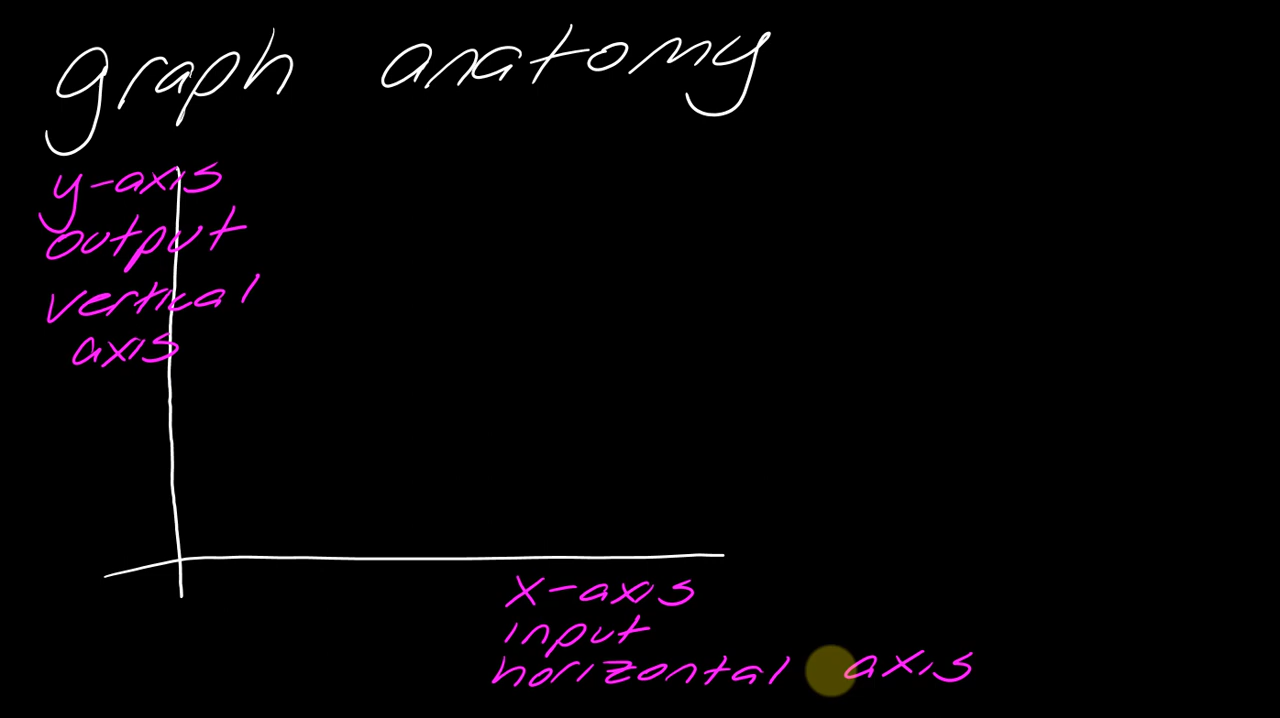 graph anatomy
y-axis
output
vertical
axis
x-axis
input
horizontal axis